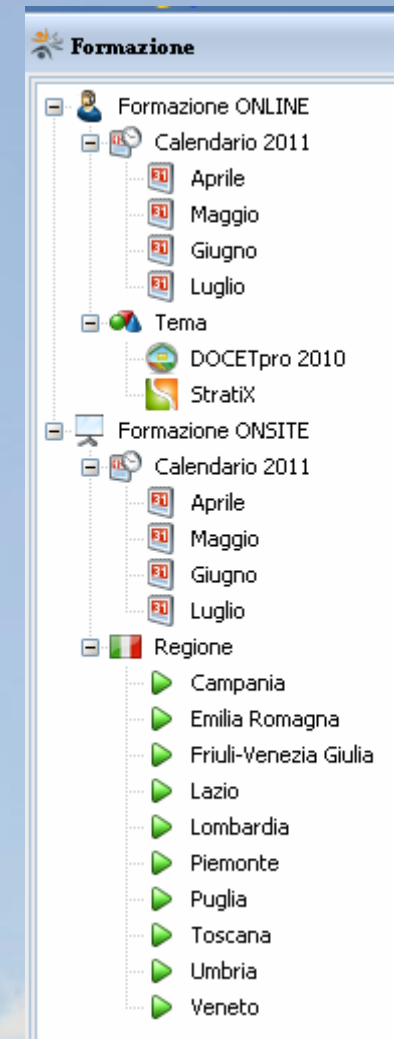 Formazione
Formazione ONLINE
Calendario 2011
Aprile
Maggio
Giugno
Luglio
Tema
DOCETpro 2010
StratiX
Formazione ONSITE
Calendario 2011
Aprile
Maggio
Giugno
Luglio
Regione
Campania
Emilia Romagna
Friuli-Venezia Giulia
Lazio
Lombardia
Piemonte
Puglia
Toscana
Umbria
Veneto